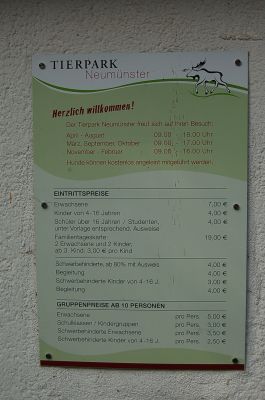 TIERPARK
Neumünster
Herzlich willkommen!
Der Tierpark Neumünster freut sich auf Ihren Besuch:
April - August 09.00 - 18.00 Uhr
März, September, Oktober 09.00 - 17.00 Uhr
November - Februar 09.00 - 16.00 Uhr
Hunde können kostenlos angeleint mitgeführt werden.
EINTRITTSPREISE
Erwachsene 7,00 €
Kinder von 4-16 Jahren 4,00 €
Schüler über 16 Jahren / Studenten, 4,00 €
unter Vorlage entsprechend. Ausweise
Familientageskarte 19,00 €
2 Erwachsene und 2 Kinder,
ab 3. Kind: 3,00 € pro Kind
Schwerbehinderte, ab 80% mit Ausweis 4,00 €
Begleitung 4,00 €
Schwerbehinderte Kinder von 4-16 J. 3,00 €
Begleitung 4,00 €
GRUPPENPREISE AB 10 PERSONEN
Erwachsene pro Pers. 5,00 €
Schulklassen / Kindergruppen pro Pers. 3,00 €
Schwerbehinderte Erwachsene pro Pers. 3,50 €
Schwerbehinderte Kinder von 4-16 J. pro Pers. 2,50 €